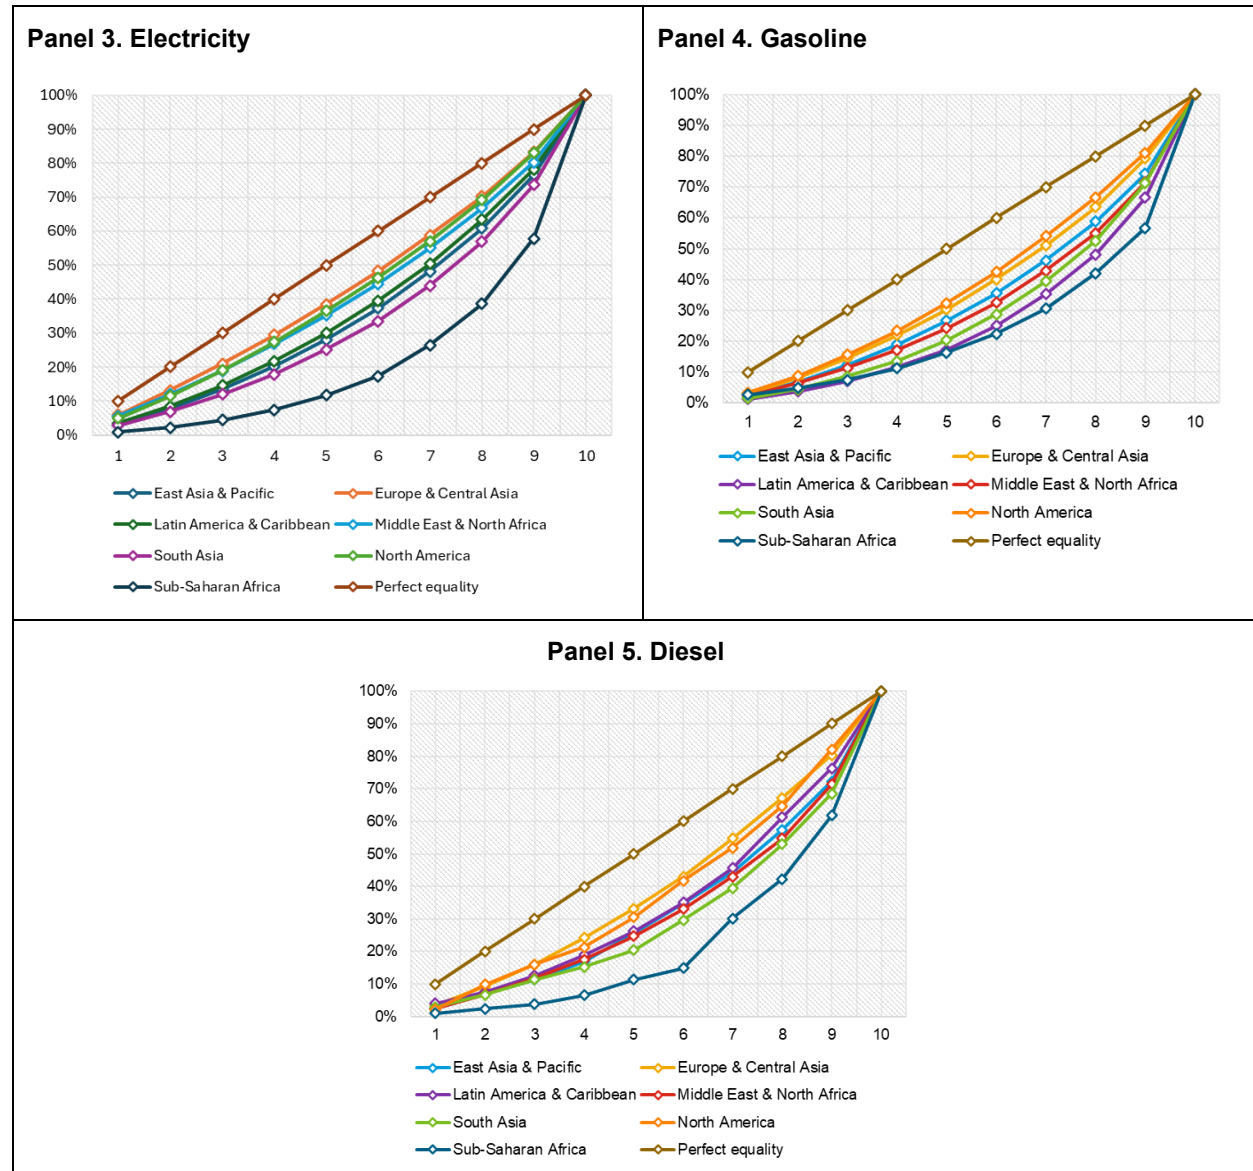 Panel 3. Electricity
100%
90%
80%
70%
60%
50%
40%
30%
20%
10%
0%
1 2 3 4 5 6 7 8 9 10
East Asia & Pacific Europe & Central Asia
Latin America & Caribbean Middle East & North Africa
South Asia North America
Sub-Saharan Africa Perfect equality
Panel 4. Gasoline
100%
90%
80%
70%
60%
50%
40%
30%
20%
10%
0%
1 2 3 4 5 6 7 8 9 10
East Asia & Pacific Europe & Central Asia
Latin America & Caribbean Middle East & North Africa
South Asia North America
Sub-Saharan Africa Perfect equality
Panel 5. Diesel
100%
90%
80%
70%
60%
50%
40%
30%
20%
10%
0%
1 2 3 4 5 6 7 8 9 10
East Asia & Pacific Europe & Central Asia
Latin America & Caribbean Middle East & North Africa
South Asia North America
Sub-Saharan Africa Perfect equality